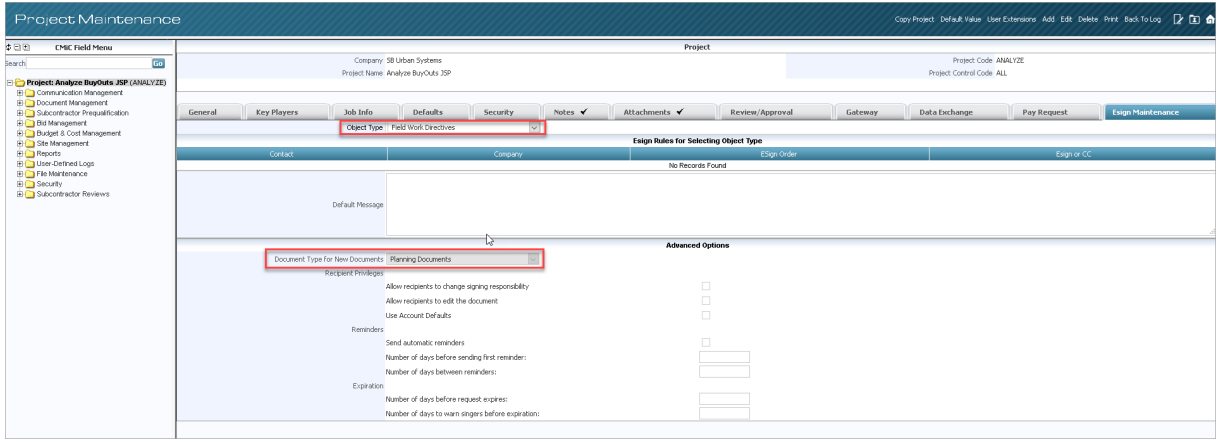 Project Maintenance
Copy Project Default Value User Extensions Add Edit Delete Print Back To Log
CMiC Field Menu
Search Go
Project: Analyze BuyOuts JSP (ANALYZE)
Communication Management
Document Management
Subcontractor Prequalification
Bid Management
Budget & Cost Management
Site Management
Reports
User-Defined Logs
File Maintenance
Security
Subcontractor Reviews
Project
Company SB Urban Systems Project Code ANALYZE
Project Name Analyze BuyOuts JSP Project Control Code ALL
General Key Players Job Info Defaults Security Notes ✓ Attachments ✓ Review/Approval Gateway Data Exchange Pay Request Esign Maintenance
Object Type Field Work Directives
Esign Rules for Selecting Object Type
Contact Company ESign Order Esign or CC
No Records Found
Default Message
Advanced Options
Document Type for New Documents Planning Documents
Recipient Privileges
Allow recipients to change signing responsibility
Allow recipients to edit the document
Use Account Defaults
Reminders
Send automatic reminders
Number of days before sending first reminder:
Number of days between reminders:
Expiration
Number of days before request expires:
Number of days to warn singers before expiration: